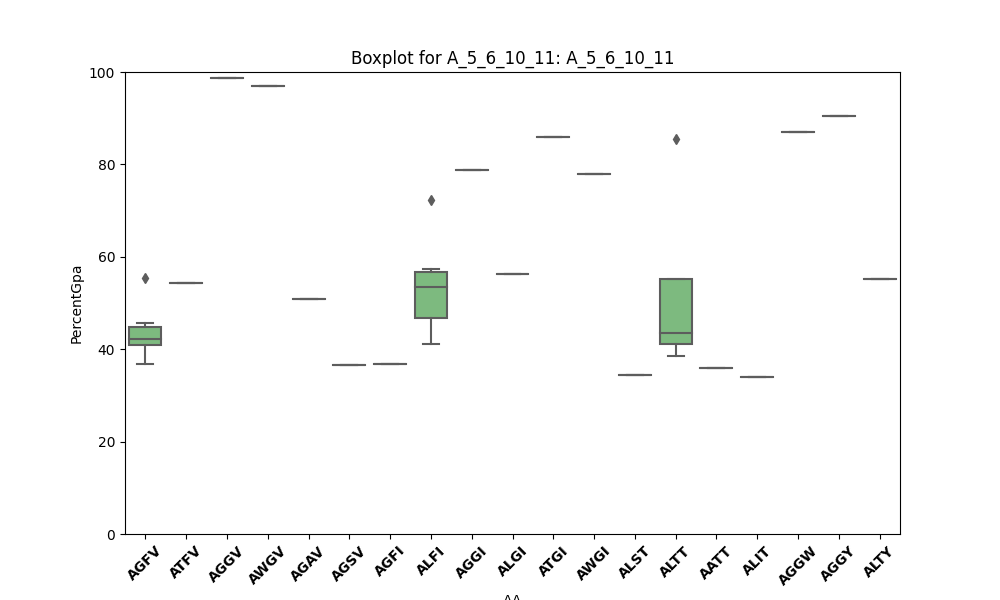 Boxplot for A_5_6_10_11: A_5_6_10_11
100
80
60
40
20
0
PercentGpa
AGFV
ATFV
AGGV
AWGV
AGAV
AGSV
AGFI
ALFI
AGGI
ALGI
ATGI
AWGI
ALST
ALTT
AATT
ALIT
AGGW
AGGY
ALTY
AA